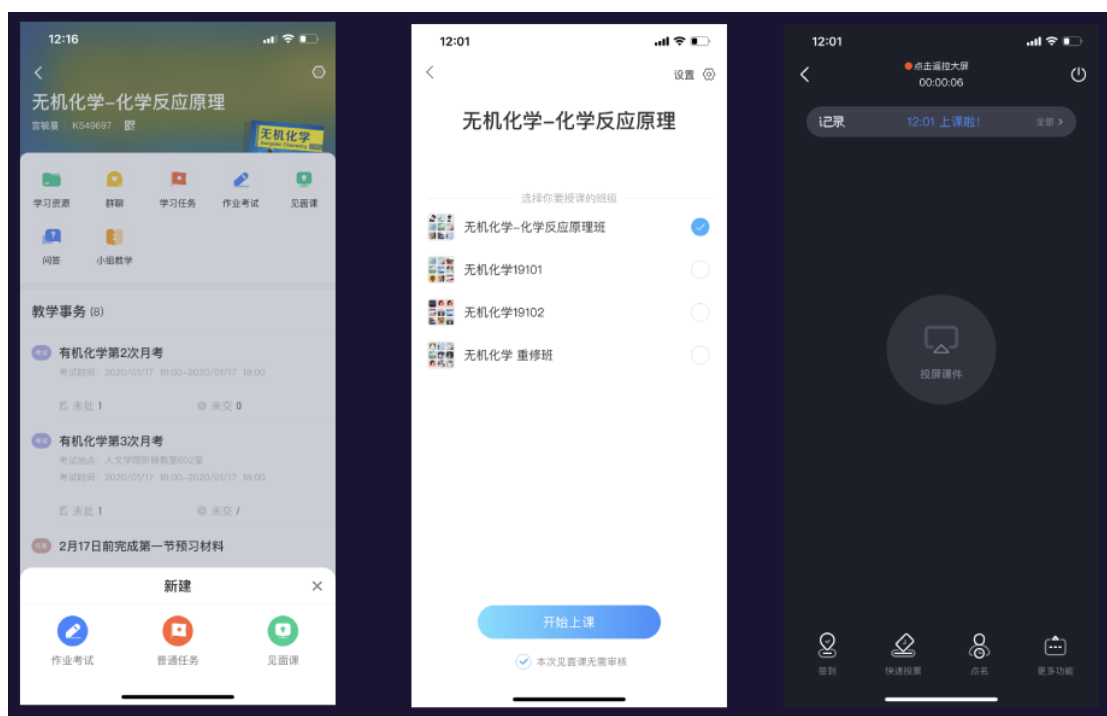 12:16
无机化学-化学反应原理
宫毓蔓 K549697
无机化学
Inorganic Chemistry
学习资源 群聊 学习任务 作业考试 见面课
问答 小组教学
教学事务 (8)
考试 有机化学第2次月考
考试时间: 2020/01/17 16:00-2020/01/17 18:00
未批 1 未交 0
考试 有机化学第3次月考
考试地点: 人文学院阶梯教室002室
考试时间: 2020/01/17 16:00-2020/01/17 18:00
未批 1 未交 /
任务 2月17日前完成第一节预习材料
新建
作业考试 普通任务 见面课
12:01
设置
无机化学-化学反应原理
选择你要授课的班级
无机化学-化学反应原理班
无机化学19101
无机化学19102
无机化学 重修班
开始上课
本次见面课无需审核
12:01
点击遥控大屏
00:00:06
记录 12:01 上课啦! 全部 >
投屏课件
签到 快速投票 点名 更多功能